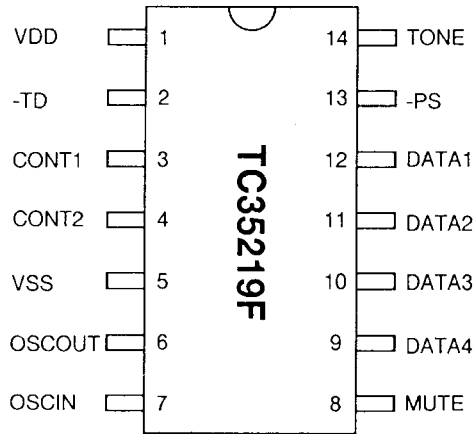 VDD 1 14 TONE
-TD 2 13 -PS
CONT1 3 12 DATA1
CONT2 4 11 DATA2
VSS 5 10 DATA3
OSCOUT 6 9 DATA4
OSCIN 7 8 MUTE
TC35219F